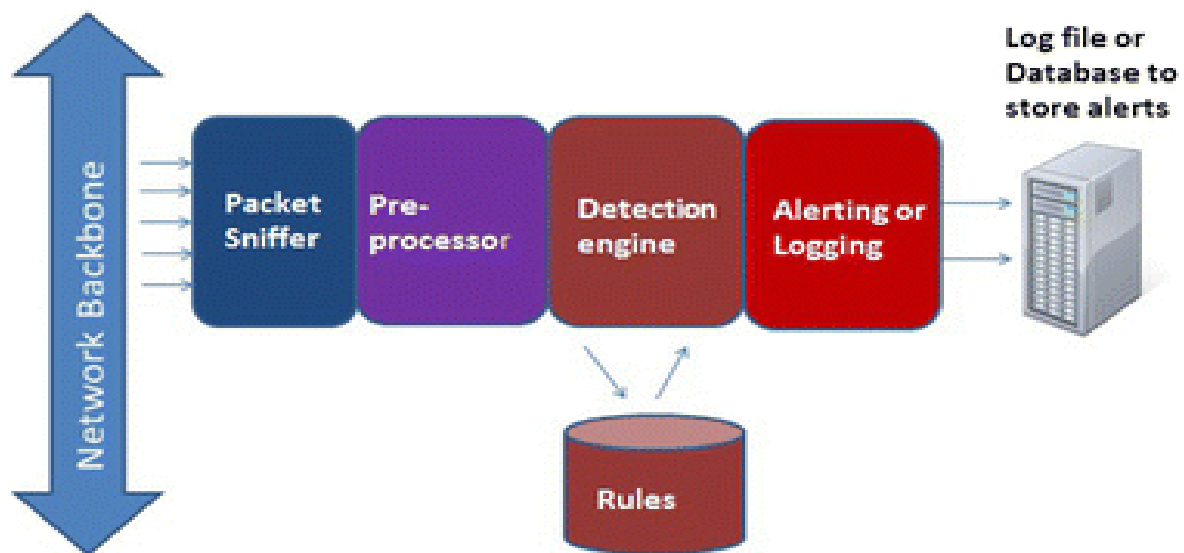 Network Backbone
Packet
Sniffer
Pre-
processor
Detection
engine
Alerting or
Logging
Log file or
Database to
store alerts
Rules